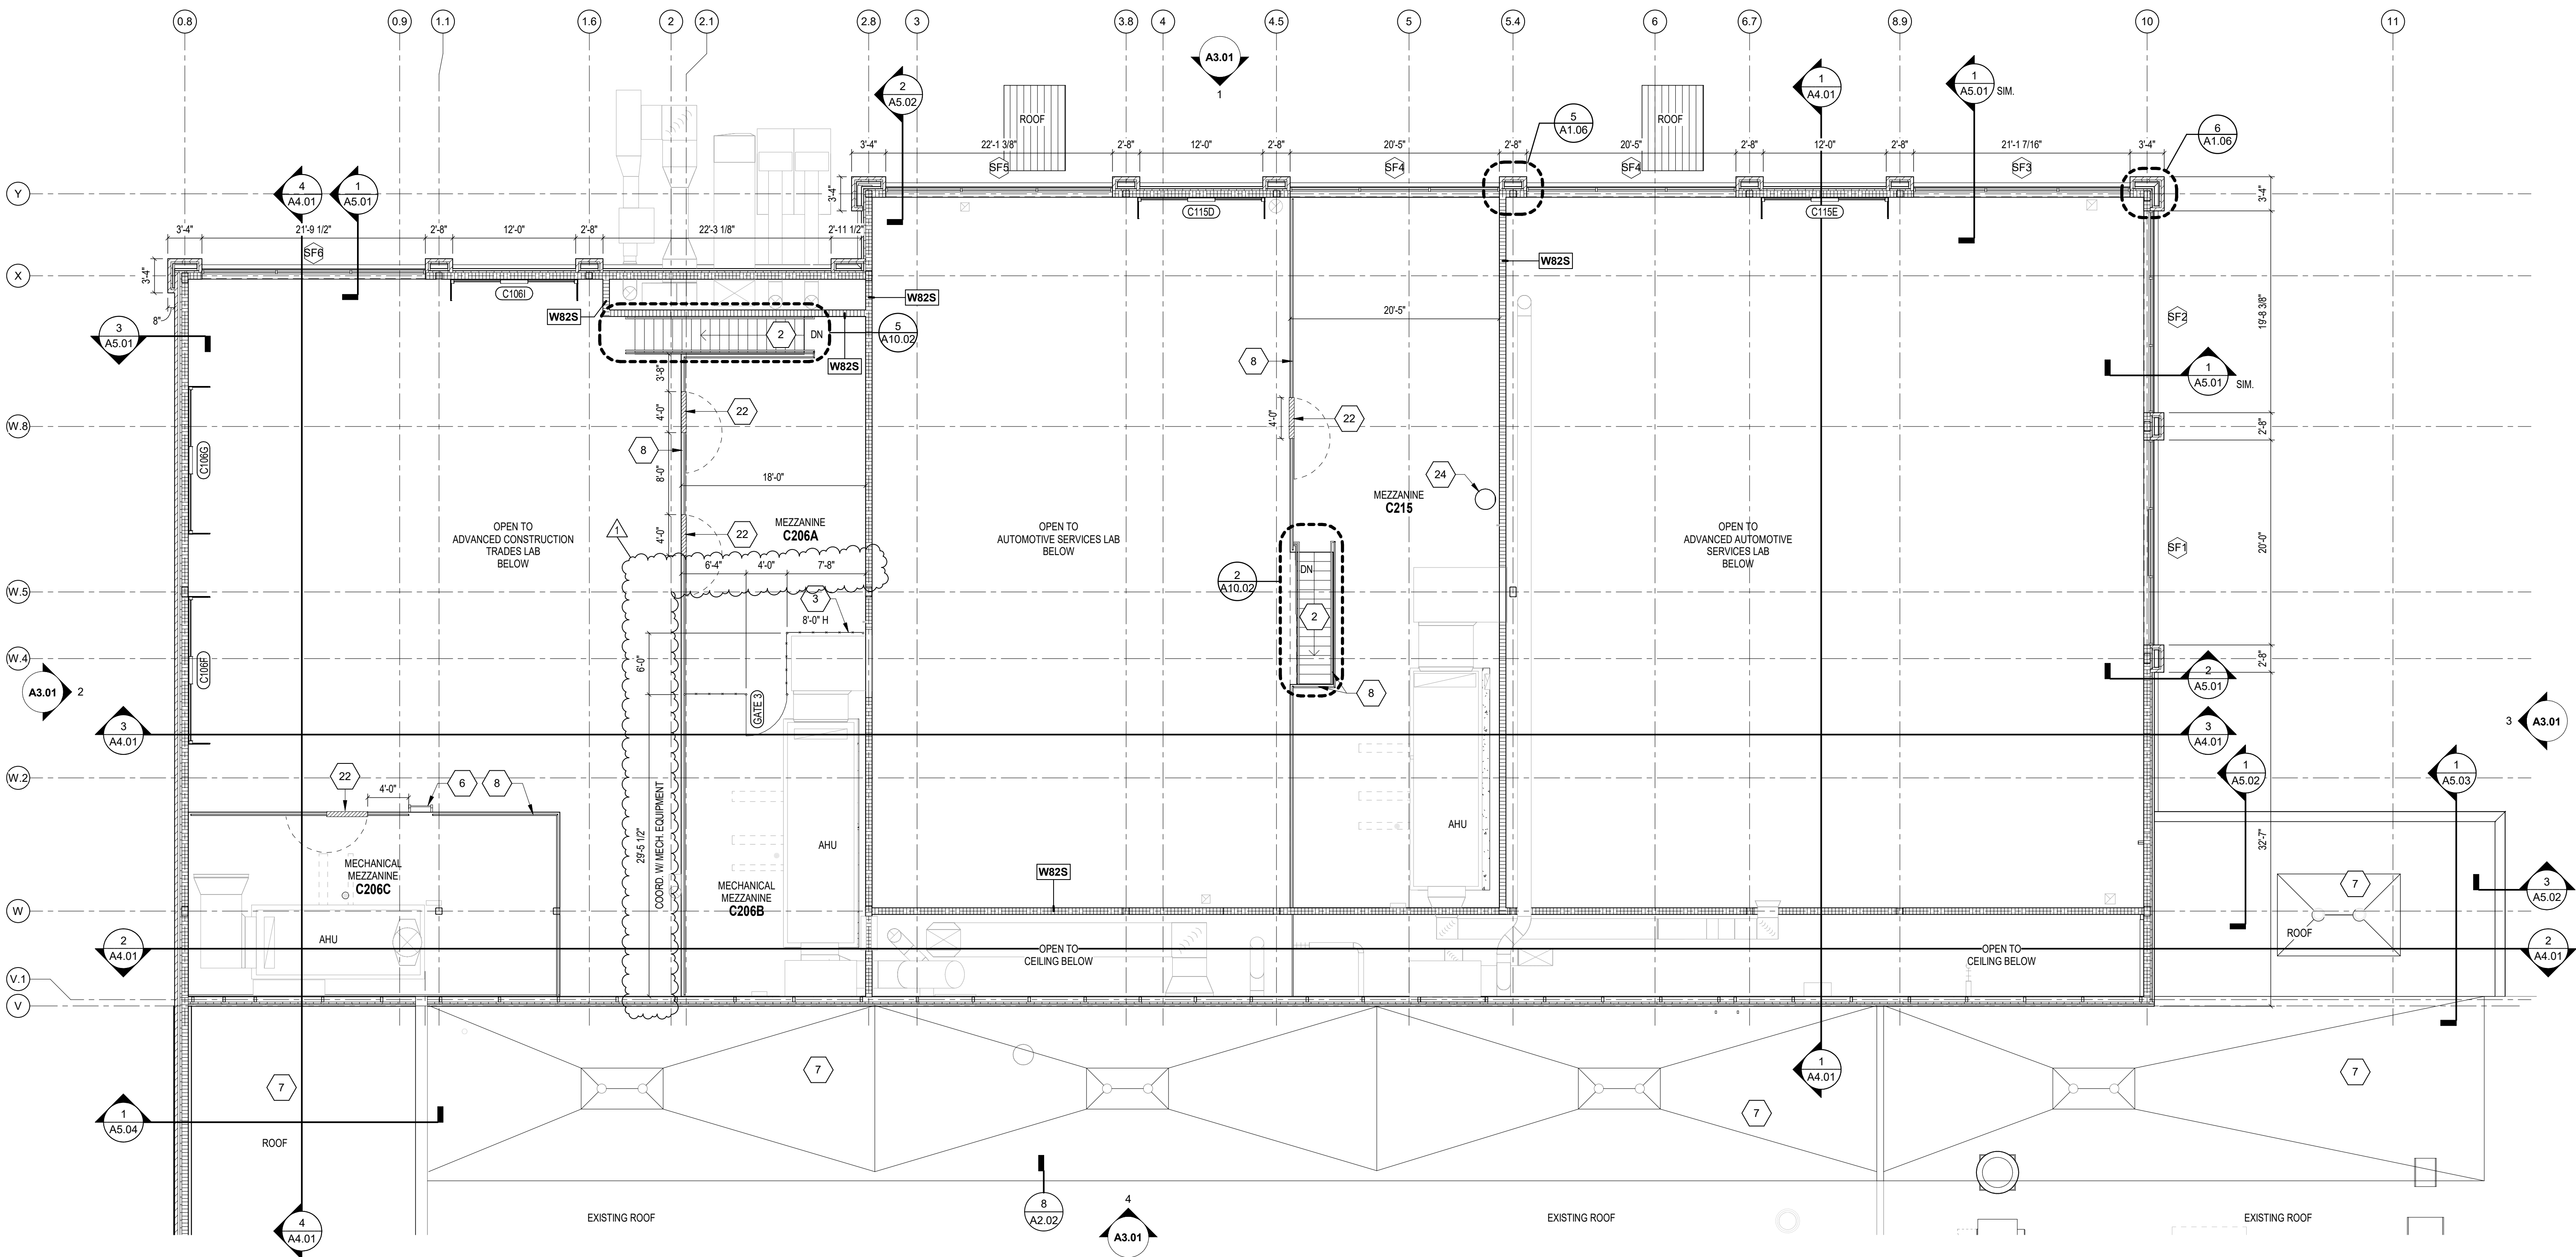 0.8
0.9
1.1
1.6
2
2.1
2.8
3
3.8
4
4.5
5
5.4
6
6.7
8.9
10
11
A3.01
1
2
A5.02
1
A4.01
1
A5.01
SIM.
ROOF
ROOF
5
A1.06
6
A1.06
3'-4"
22'-1 3/8"
2'-8"
12'-0"
2'-8"
20'-5"
2'-8"
20'-5"
2'-8"
12'-0"
2'-8"
21'-1 7/16"
3'-4"
SF5
SF4
SF4
SF3
Y
4
A4.01
1
A5.01
3'-4"
3'-4"
C115D
C115E
3'-4"
21'-9 1/2"
2'-8"
12'-0"
2'-8"
22'-3 1/8"
2'-11 1/2"
SF6
X
3'-4"
8"
C106I
W82S
W82S
W82S
W82S
3
A5.01
2
DN
5
A10.02
20'-5"
SF2
19'-8 3/8"
8
1
A5.01
SIM.
3'-8"
4'-0"
22
4'-0"
22
W.8
2'-8"
8
8'-0"
C106G
18'-0"
24
MEZZANINE
C215
1
4'-0"
22
MEZZANINE
C206A
OPEN TO
ADVANCED CONSTRUCTION
TRADES LAB
BELOW
OPEN TO
AUTOMOTIVE SERVICES LAB
BELOW
OPEN TO
ADVANCED AUTOMOTIVE
SERVICES LAB
BELOW
SF1
20'-0"
6'-4"
4'-0"
7'-8"
2
A10.02
DN
2
W.5
3
8'-0" H
6'-0"
W.4
C106F
2'-8"
A3.01
2
GATE 3
8
2
A5.01
3
A4.01
3
A4.01
3
A3.01
W.2
22
4'-0"
6
8
1
A5.02
1
A5.03
COORD. W/ MECH. EQUIPMENT
29'-5 1/2"
AHU
AHU
32'-7"
MECHANICAL
MEZZANINE
C206C
MECHANICAL
MEZZANINE
C206B
W82S
7
3
A5.02
W
AHU
ROOF
2
A4.01
OPEN TO
CEILING BELOW
OPEN TO
CEILING BELOW
2
A4.01
V.1
V
7
7
7
7
1
A4.01
1
A5.04
ROOF
8
A2.02
4
A3.01
4
A4.01
EXISTING ROOF
EXISTING ROOF
EXISTING ROOF